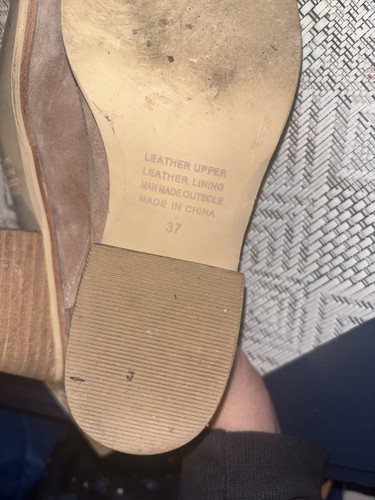 LEATHER UPPER
LEATHER LINING
MAN MADE OUTSOLE
MADE IN CHINA
37